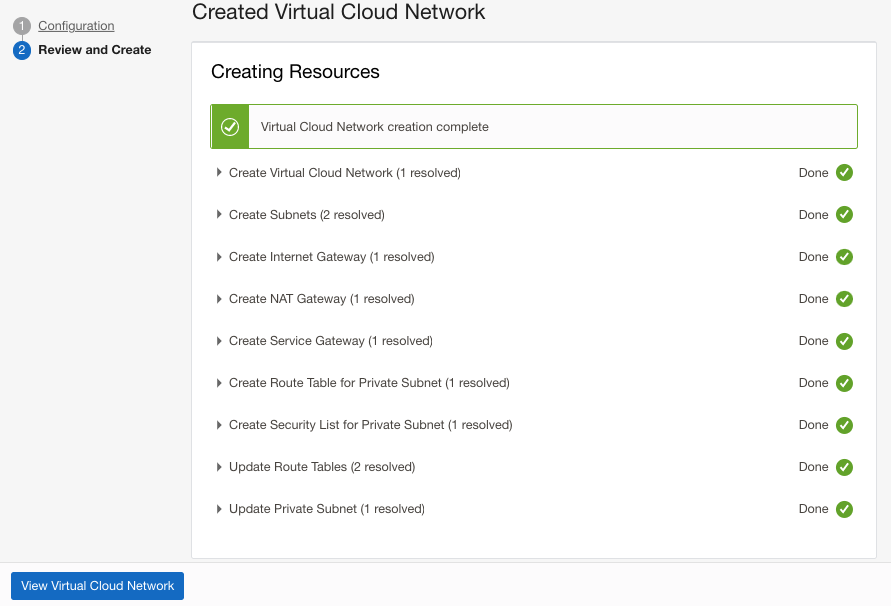 Created Virtual Cloud Network
1 Configuration
2 Review and Create
Creating Resources
Virtual Cloud Network creation complete
Create Virtual Cloud Network (1 resolved) Done
Create Subnets (2 resolved) Done
Create Internet Gateway (1 resolved) Done
Create NAT Gateway (1 resolved) Done
Create Service Gateway (1 resolved) Done
Create Route Table for Private Subnet (1 resolved) Done
Create Security List for Private Subnet (1 resolved) Done
Update Route Tables (2 resolved) Done
Update Private Subnet (1 resolved) Done
View Virtual Cloud Network